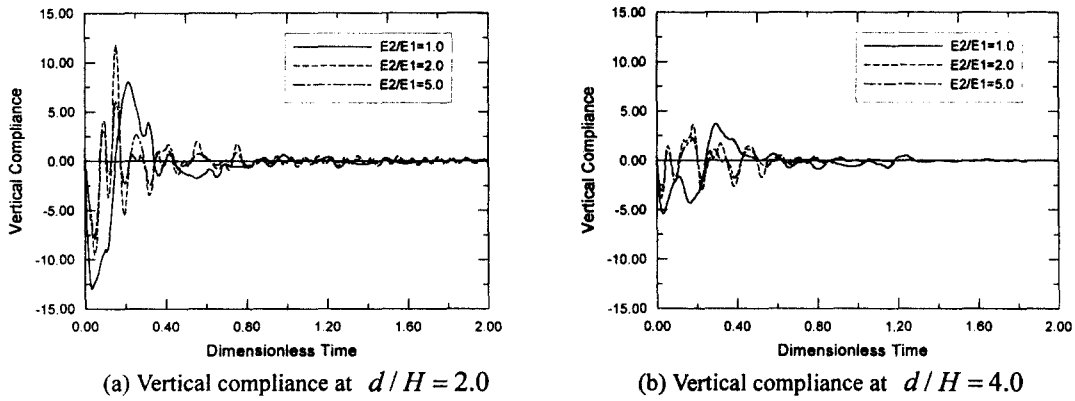 15.00
10.00
5.00
0.00
-5.00
-10.00
-15.00
Vertical Compliance
E2/E1=1.0
E2/E1=2.0
E2/E1=5.0
0.00 0.40 0.80 1.20 1.60 2.00
Dimensionless Time
(a) Vertical compliance at d / H = 2.0
15.00
10.00
5.00
0.00
-5.00
-10.00
-15.00
Vertical Compliance
E2/E1=1.0
E2/E1=2.0
E2/E1=5.0
0.00 0.40 0.80 1.20 1.60 2.00
Dimensionless Time
(b) Vertical compliance at d / H = 4.0